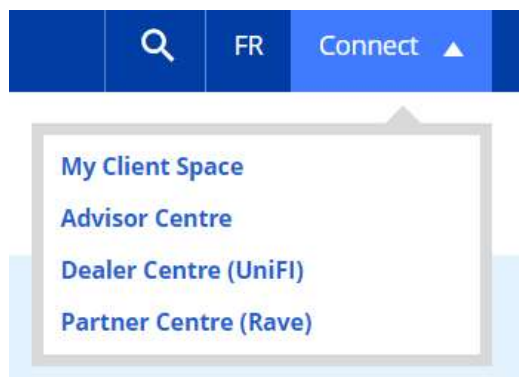 FR
Connect
My Client Space
Advisor Centre
Dealer Centre (UniFI)
Partner Centre (Rave)